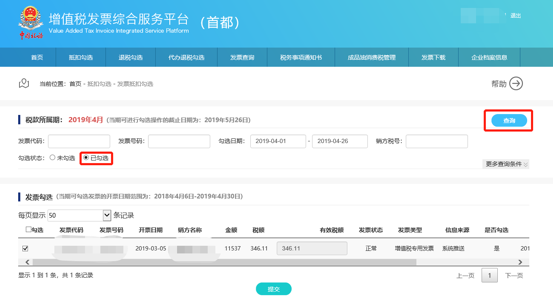 增值税发票综合服务平台 （首都）
Value Added Tax Invoice Integrated Service Platform
退出
首页 抵扣勾选 退税勾选 代办退税勾选 发票查询 税务事项通知书 成品油消费税管理 发票下载 企业档案信息
当前位置：首页 - 抵扣勾选 - 发票抵扣勾选 帮助
税款所属期：2019年4月 (当期可进行勾选操作的截止日期为：2019年5月26日) 查询
发票代码： 发票号码： 勾选日期： 2019-04-01 - 2019-04-26 销方税号：
勾选状态： 未勾选 已勾选
更多查询条件
发票勾选 (当期可勾选发票的开票日期范围为：2018年4月6日-2019年4月30日)
每页显示 50 条记录
勾选 发票代码 发票号码 开票日期 销方名称 金额 税额 有效税额 发票状态 发票类型 信息来源 是否勾选
2019-03-05 11537 346.11 346.11 正常 增值税专用发票 系统推送 是 201
显示 1 到 1 条，共 1 条记录 上一页 1 下一页
提交